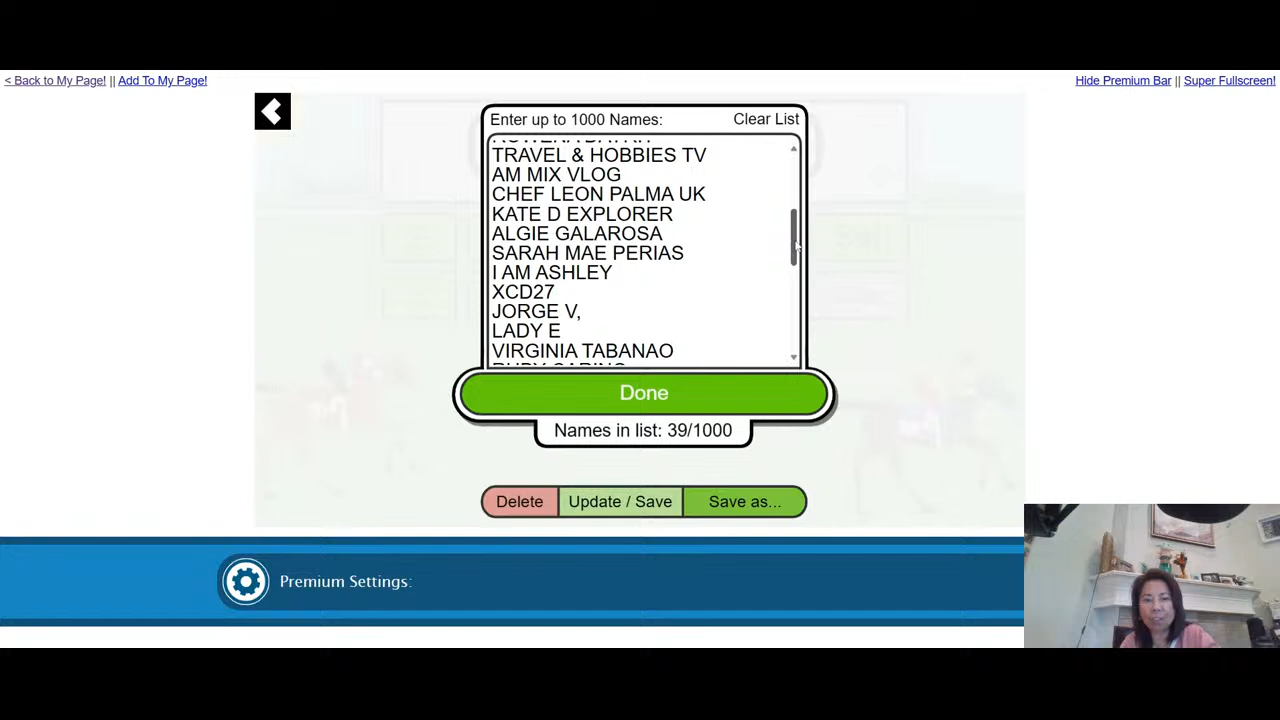 < Back to My Page! || Add To My Page!
Hide Premium Bar || Super Fullscreen!
Enter up to 1000 Names:
Clear List
TRAVEL & HOBBIES TV
AM MIX VLOG
CHEF LEON PALMA UK
KATE D EXPLORER
ALGIE GALAROSA
SARAH MAE PERIAS
I AM ASHLEY
XCD27
JORGE V,
LADY E
VIRGINIA TABANAO
Done
Names in list: 39/1000
Delete
Update / Save
Save as...
Premium Settings: